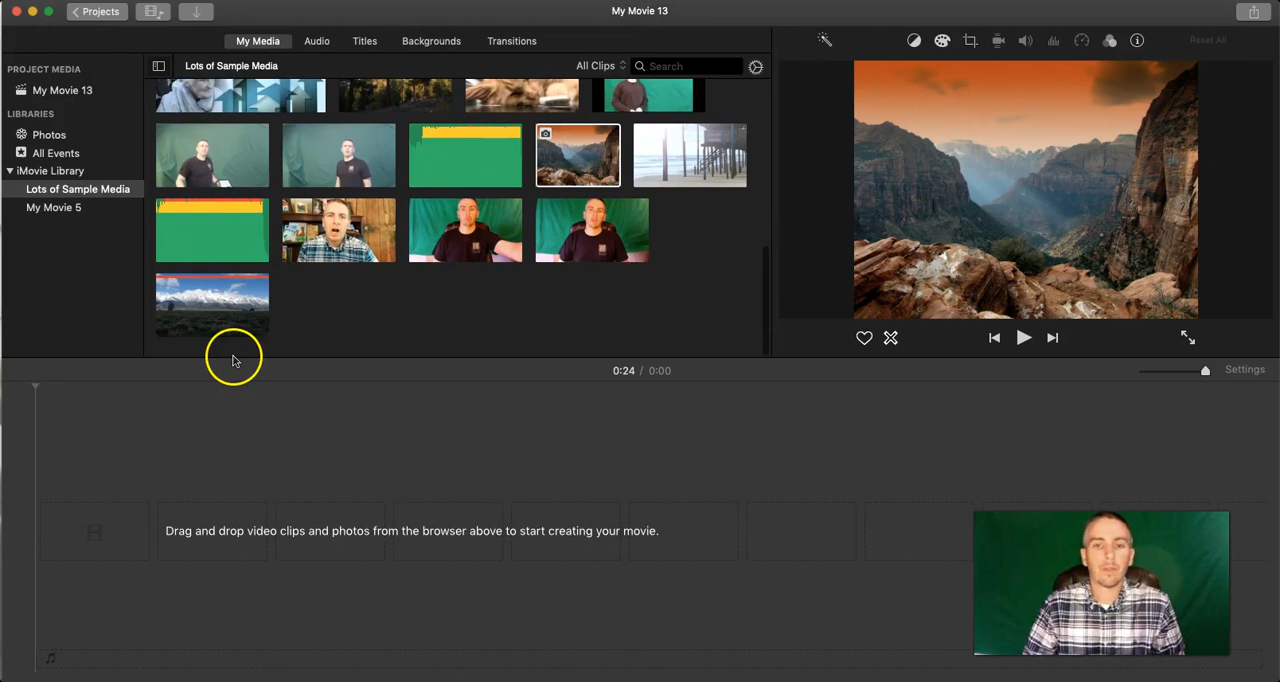 Projects
My Movie 13
My Media Audio Titles Backgrounds Transitions
Reset All
PROJECT MEDIA
My Movie 13
LIBRARIES
Photos
All Events
iMovie Library
Lots of Sample Media
My Movie 5
Lots of Sample Media
All Clips
Search
0:24 / 0:00
Settings
Drag and drop video clips and photos from the browser above to start creating your movie.